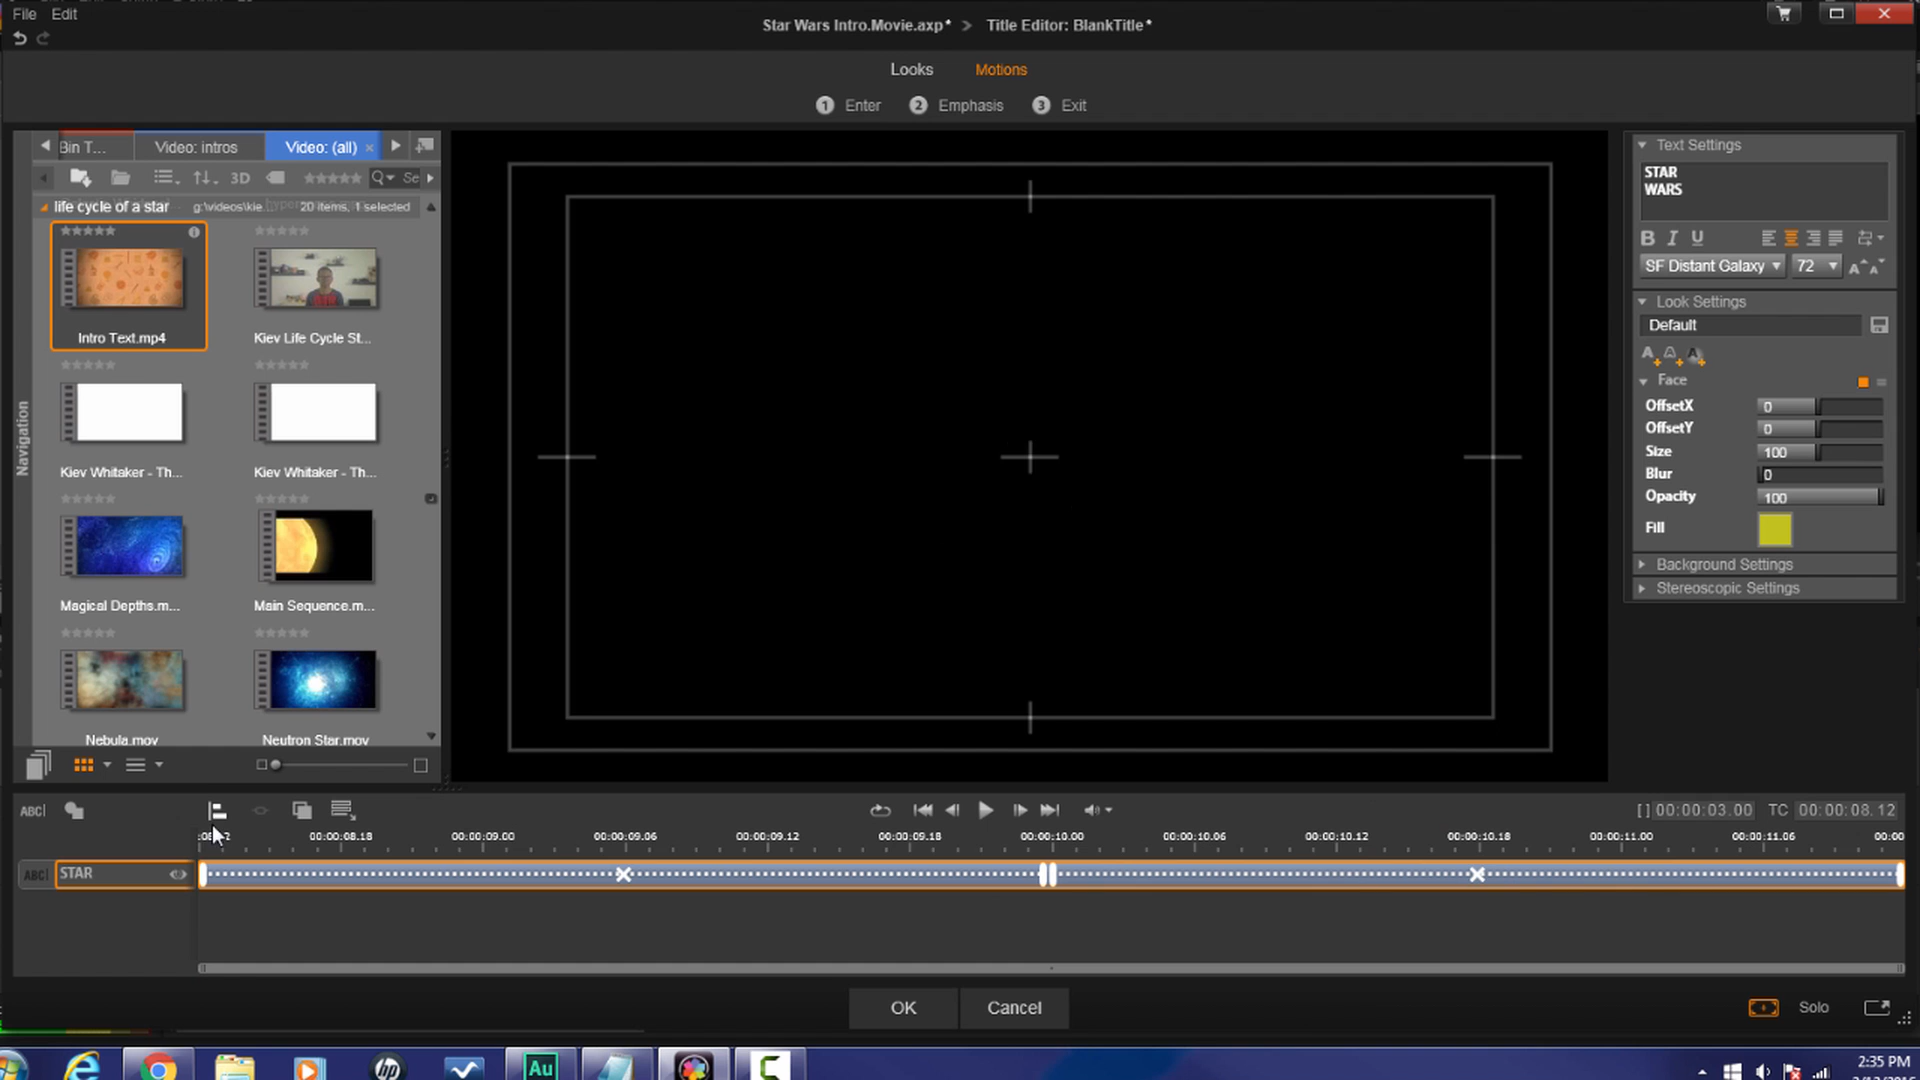 File Edit
Star Wars Intro.Movie.axp* > Title Editor: BlankTitle*
Looks Motions
1 Enter 2 Emphasis 3 Exit
Bin T... Video: intros Video: (all) ×
3D Se
life cycle of a star g:\videos\kie... 20 items, 1 selected
Intro Text.mp4 Kiev Life Cycle St...
Kiev Whitaker - Th... Kiev Whitaker - Th...
Magical Depths.m... Main Sequence.m...
Nebula.mov Neutron Star.mov
Navigation
Text Settings
STAR
WARS
B I U
SF Distant Galaxy 72
Look Settings
Default
Face
OffsetX 0
OffsetY 0
Size 100
Blur 0
Opacity 100
Fill
Background Settings
Stereoscopic Settings
ABC [ ] 00:00:03.00 TC 00:00:08.12
00:00:08.18 00:00:09.00 00:00:09.06 00:00:09.12 00:00:09.18 00:00:10.00 00:00:10.06 00:00:10.12 00:00:10.18 00:00:11.00 00:00:11.06 00:00
ABC STAR
OK Cancel
Solo
hp Au
2:35 PM